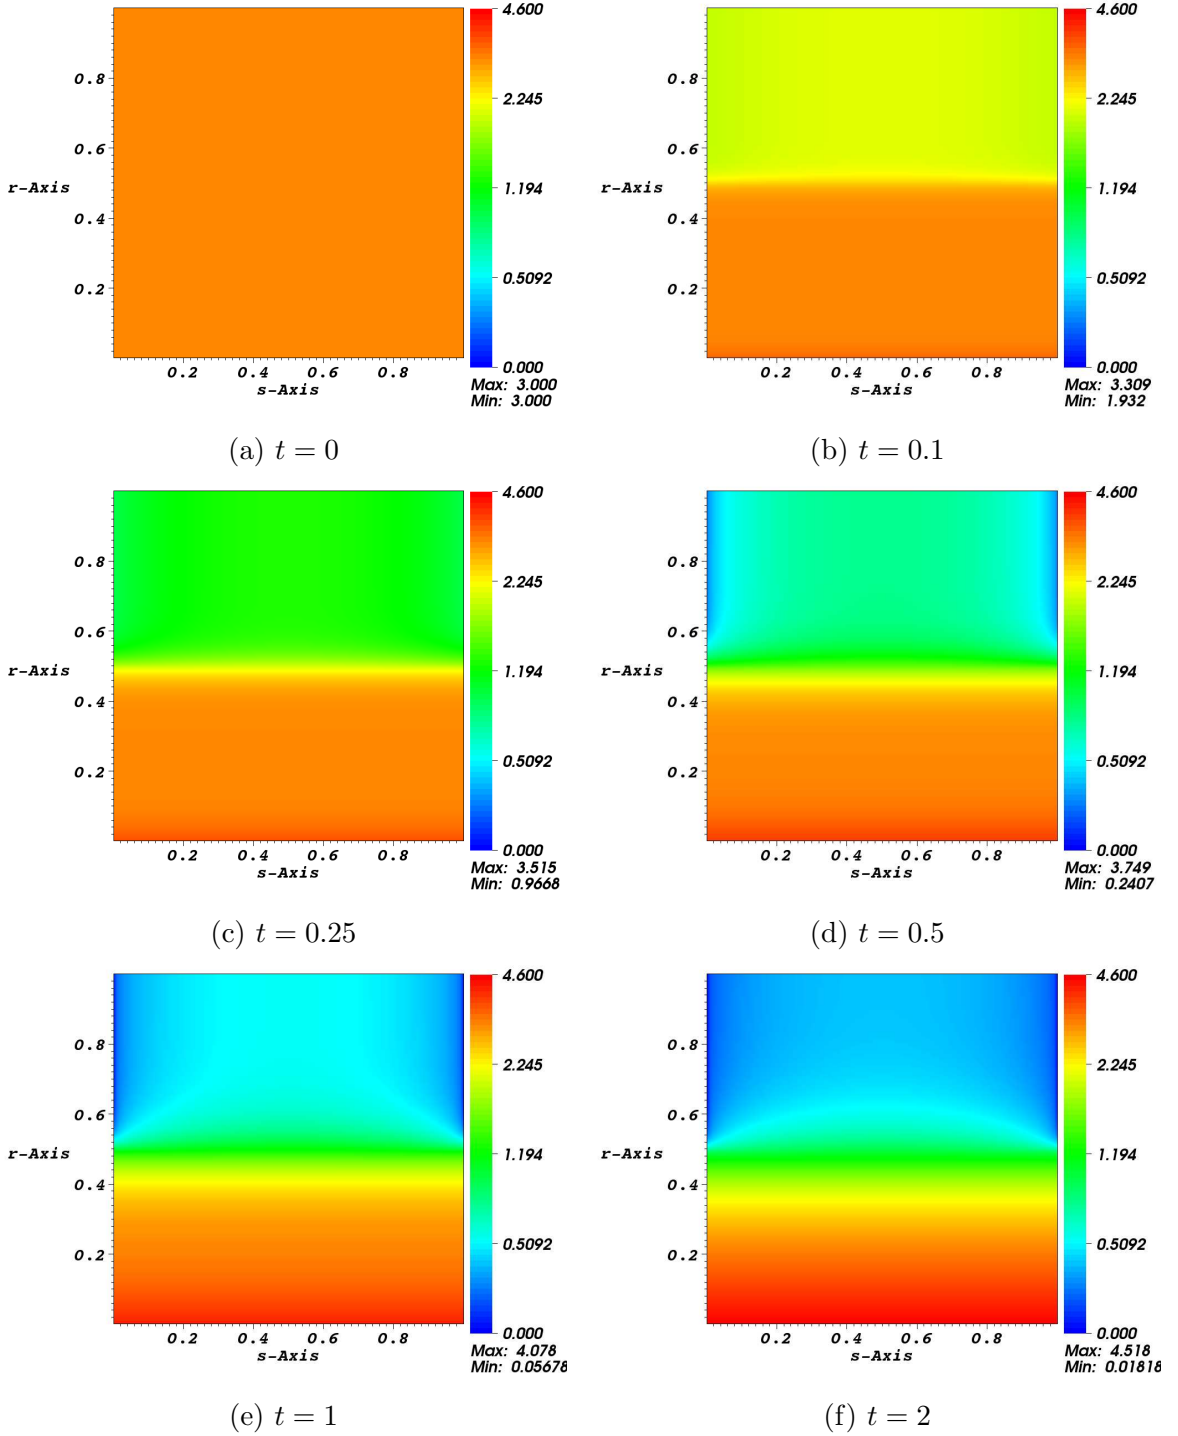 4.600
0.8
2.245
0.6
r-Axis
1.194
0.4
0.5092
0.2
0.000
0.2 0.4 0.6 0.8
s-Axis
Max: 3.000
Min: 3.000
(a) t = 0
4.600
0.8
2.245
0.6
r-Axis
1.194
0.4
0.5092
0.2
0.000
0.2 0.4 0.6 0.8
s-Axis
Max: 3.309
Min: 1.932
(b) t = 0.1
4.600
0.8
2.245
0.6
r-Axis
1.194
0.4
0.5092
0.2
0.000
0.2 0.4 0.6 0.8
s-Axis
Max: 3.515
Min: 0.9668
(c) t = 0.25
4.600
0.8
2.245
0.6
r-Axis
1.194
0.4
0.5092
0.2
0.000
0.2 0.4 0.6 0.8
s-Axis
Max: 3.749
Min: 0.2407
(d) t = 0.5
4.600
0.8
2.245
0.6
r-Axis
1.194
0.4
0.5092
0.2
0.000
0.2 0.4 0.6 0.8
s-Axis
Max: 4.078
Min: 0.05678
(e) t = 1
4.600
0.8
2.245
0.6
r-Axis
1.194
0.4
0.5092
0.2
0.000
0.2 0.4 0.6 0.8
s-Axis
Max: 4.518
Min: 0.01818
(f) t = 2